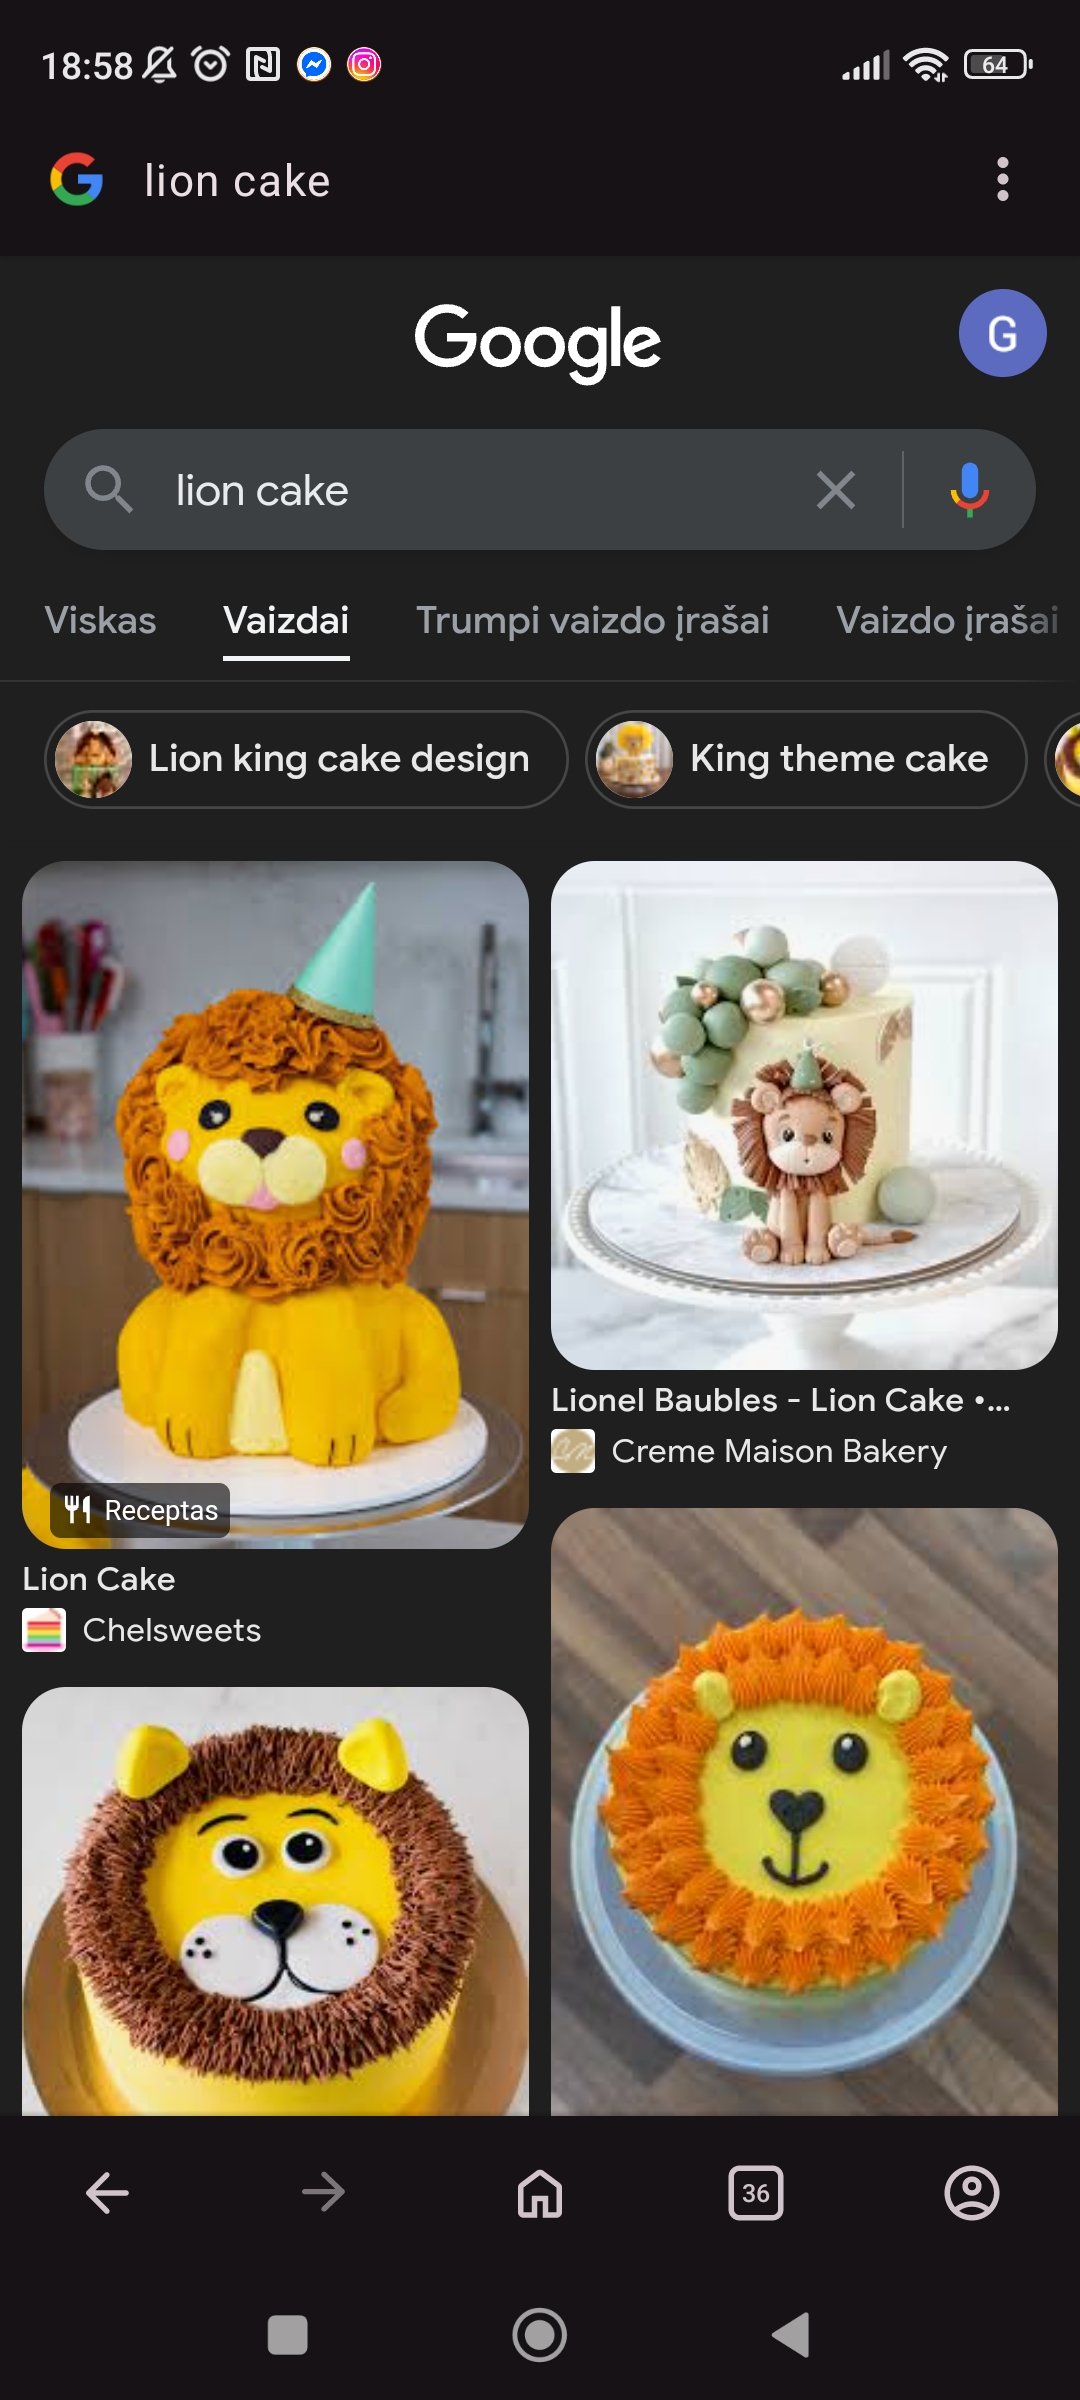 18:58
64
lion cake
Google
G
lion cake
Viskas Vaizdai Trumpi vaizdo įrašai Vaizdo įrašai
Lion king cake design King theme cake
Receptas
Lion Cake
Chelsweets
Lionel Baubles - Lion Cake •...
Creme Maison Bakery
36